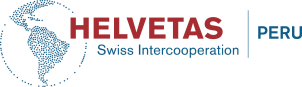 HELVETAS
Swiss Intercooperation
PERU